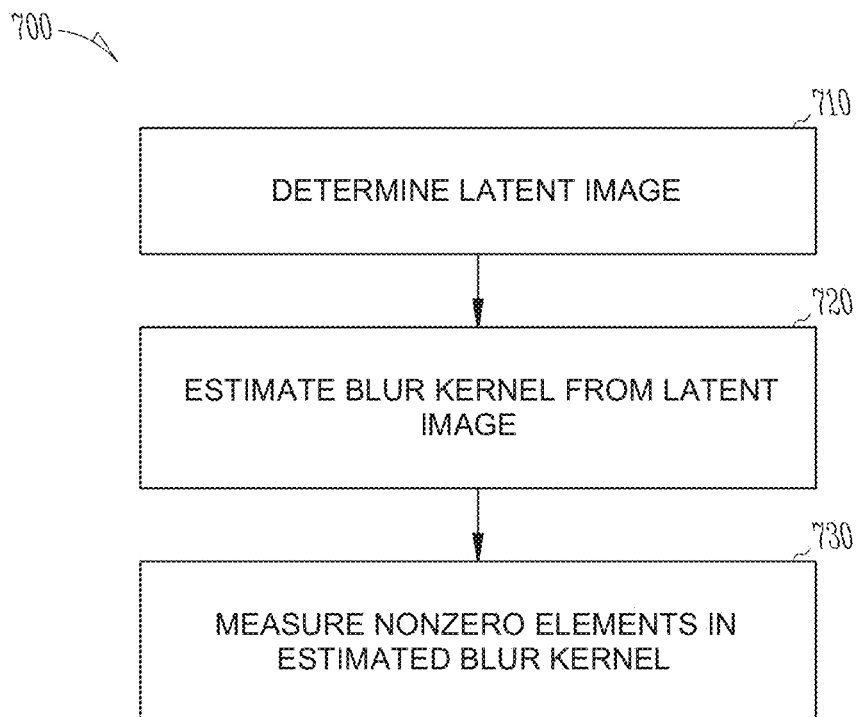 700
710
DETERMINE LATENT IMAGE
720
ESTIMATE BLUR KERNEL FROM LATENT
IMAGE
730
MEASURE NONZERO ELEMENTS IN
ESTIMATED BLUR KERNEL